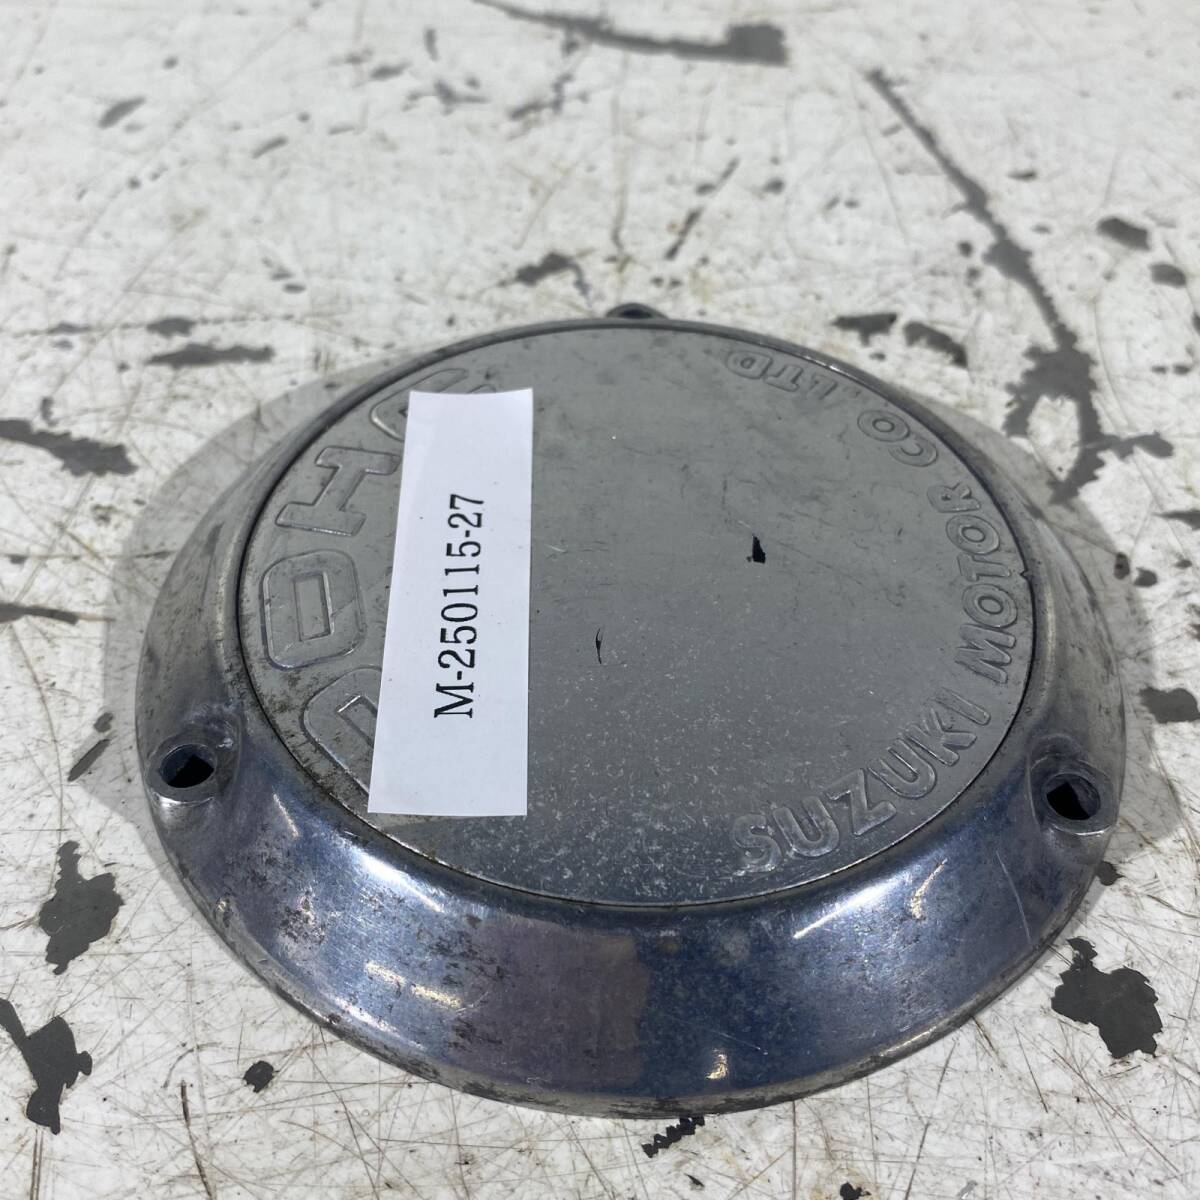 DOHC
M-250115-27
SUZUKI MOTOR CO.,LTD